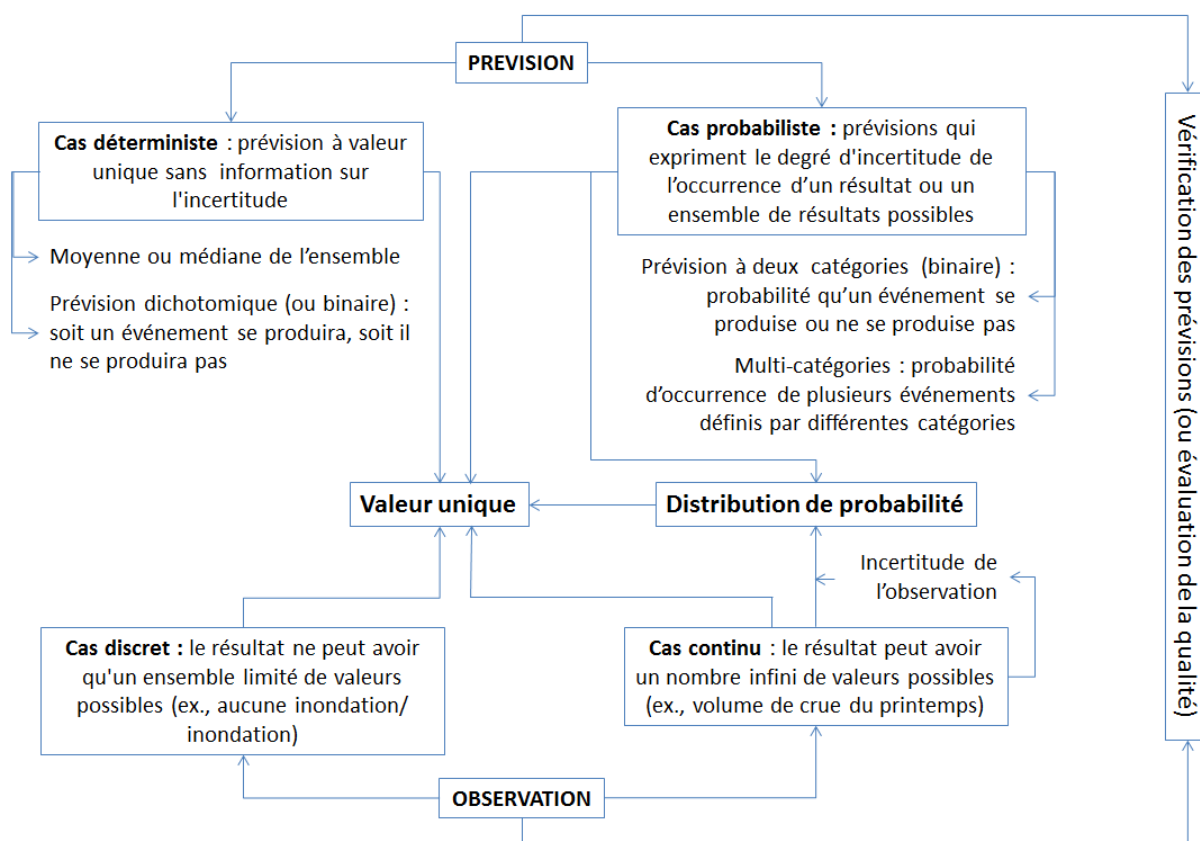 PREVISION
Cas déterministe : prévision à valeur
unique sans information sur
l'incertitude
Moyenne ou médiane de l’ensemble
Prévision dichotomique (ou binaire) :
soit un événement se produira, soit il
ne se produira pas
Cas probabiliste : prévisions qui
expriment le degré d'incertitude de
l’occurrence d’un résultat ou un
ensemble de résultats possibles
Prévision à deux catégories (binaire) :
probabilité qu’un événement se
produise ou ne se produise pas
Multi-catégories : probabilité
d’occurrence de plusieurs événements
définis par différentes catégories
Valeur unique
Distribution de probabilité
Incertitude de
l’observation
Cas discret : le résultat ne peut avoir
qu'un ensemble limité de valeurs
possibles (ex., aucune inondation/
inondation)
Cas continu : le résultat peut avoir
un nombre infini de valeurs possibles
(ex., volume de crue du printemps)
OBSERVATION
Vérification des prévisions (ou évaluation de la qualité)